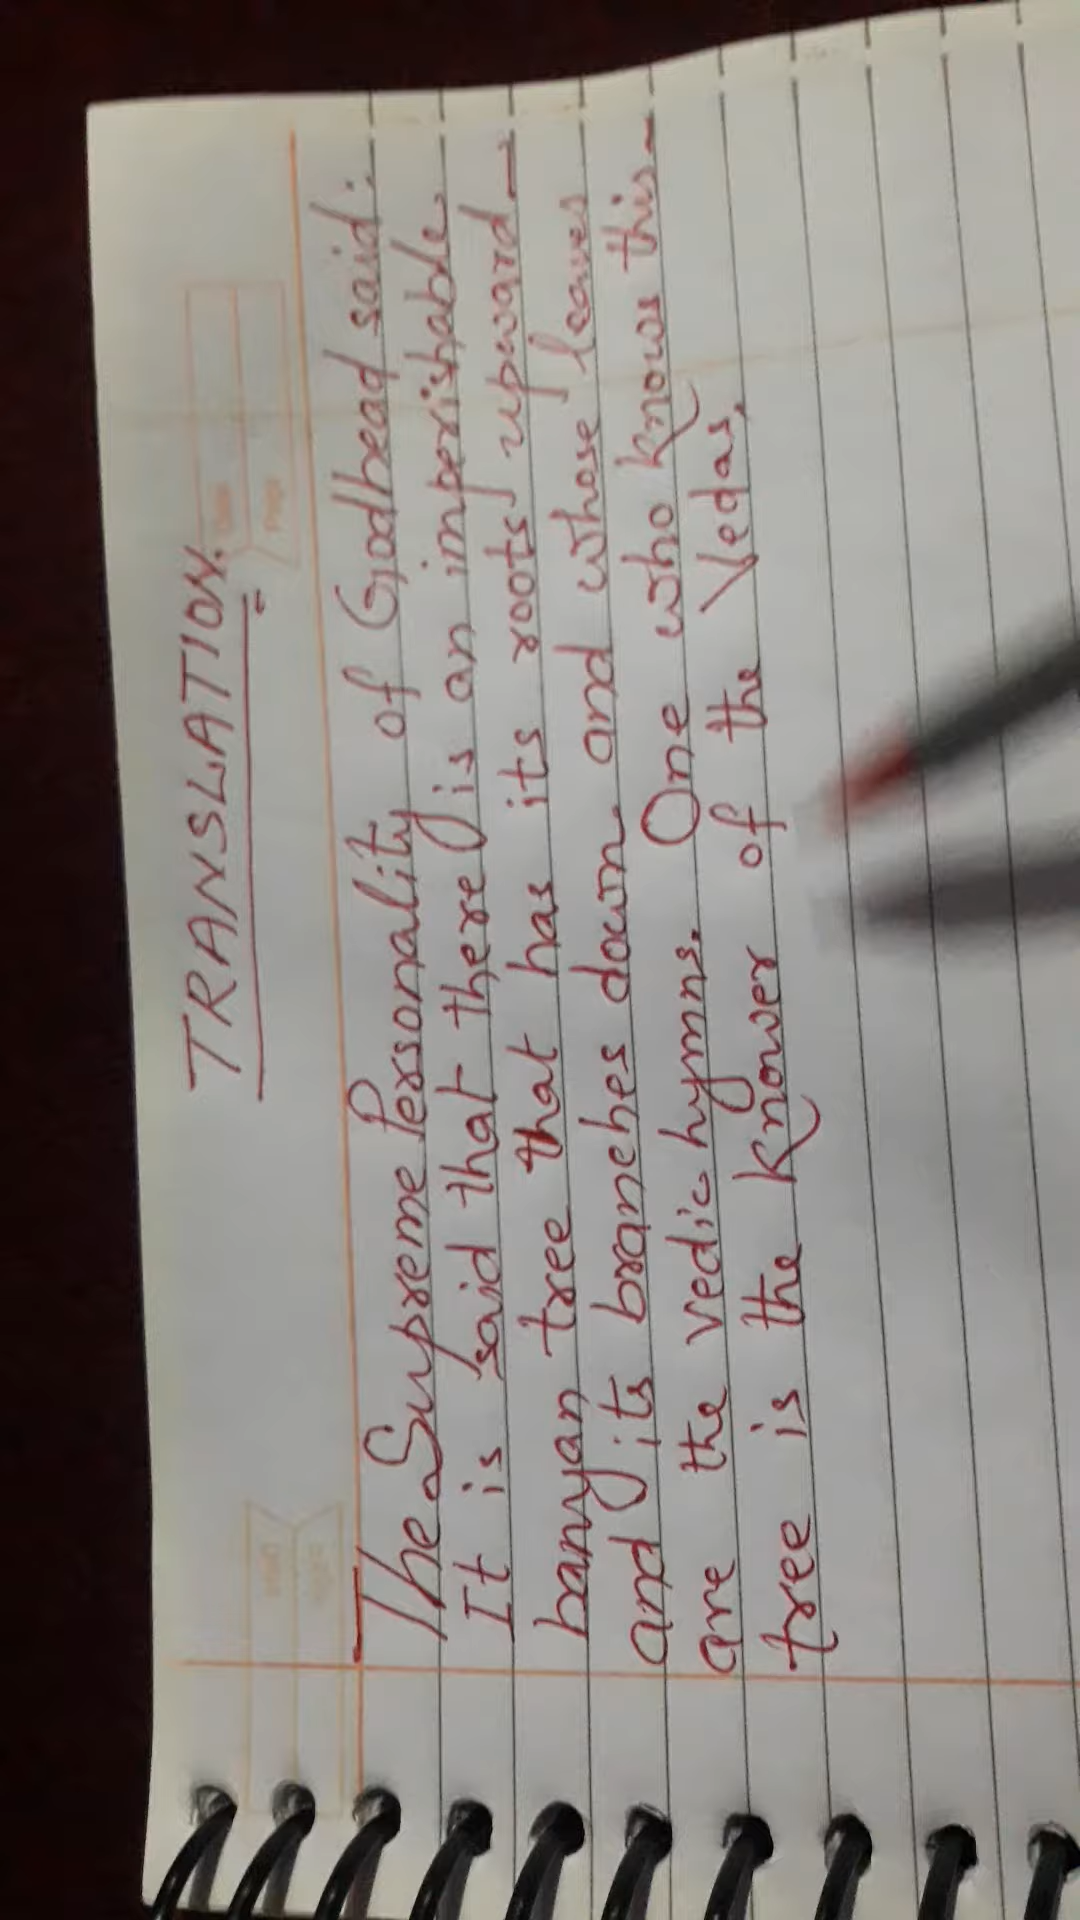 TRANSLATION.
The Supreme Personality of Godhead said:
It is said that there is an imperishable
banyan tree that has its roots upward —
and its branches down and whose leaves
are the vedic hymns. One who knows this —
tree is the knower of the Vedas.